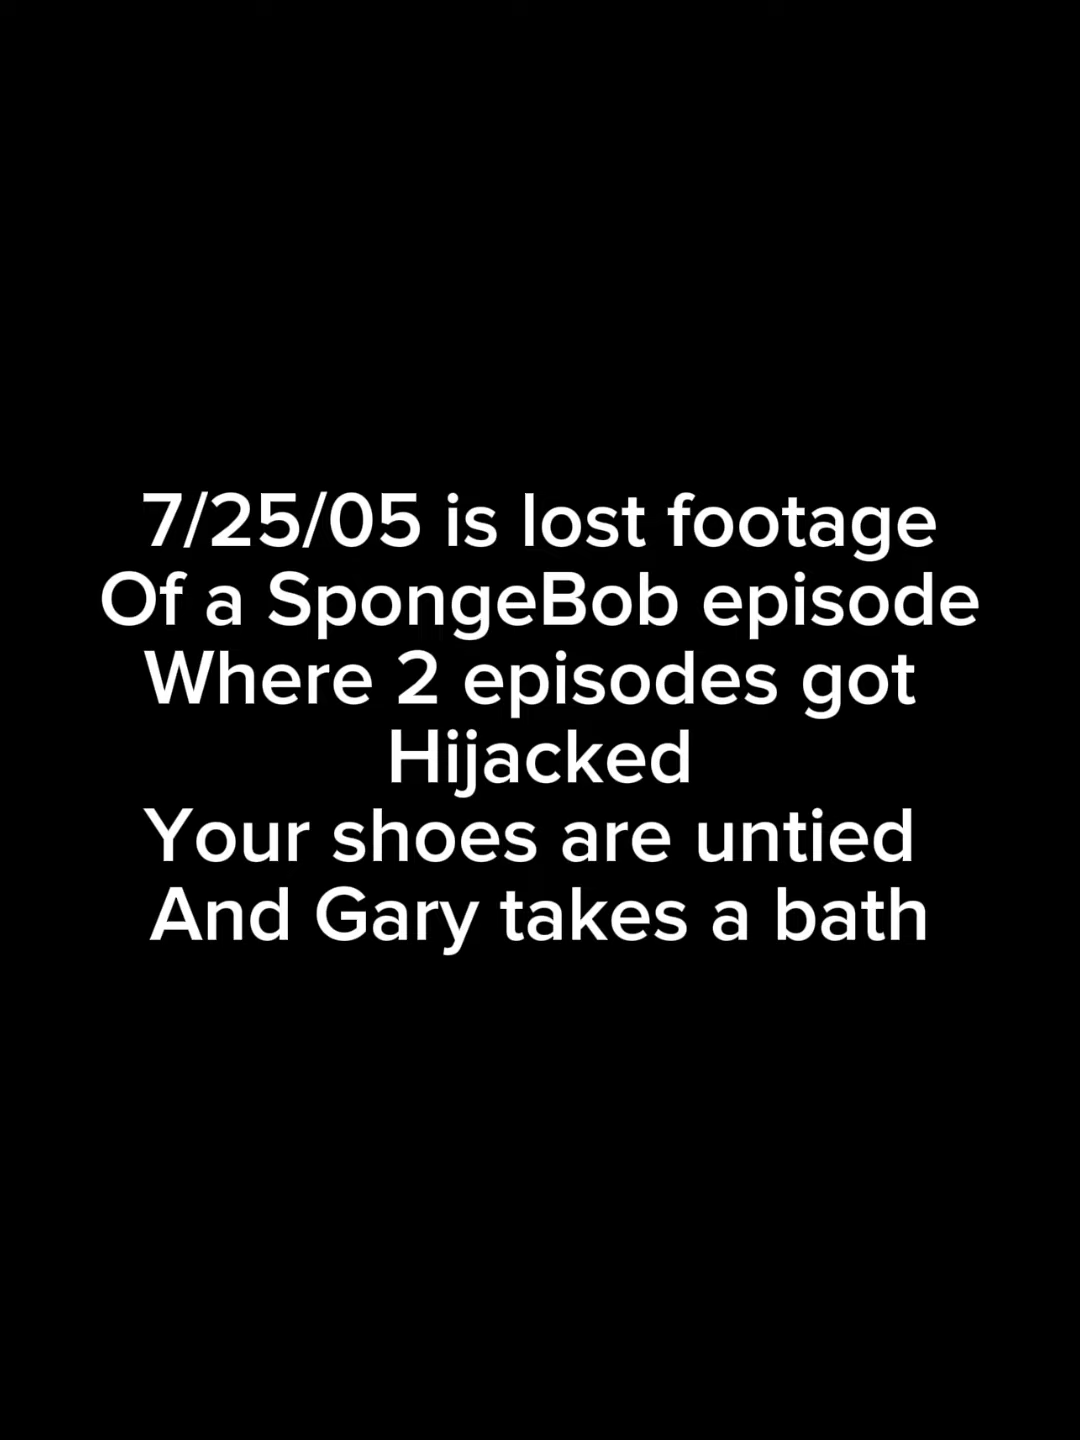 7/25/05 is lost footage
Of a SpongeBob episode
Where 2 episodes got
Hijacked
Your shoes are untied
And Gary takes a bath